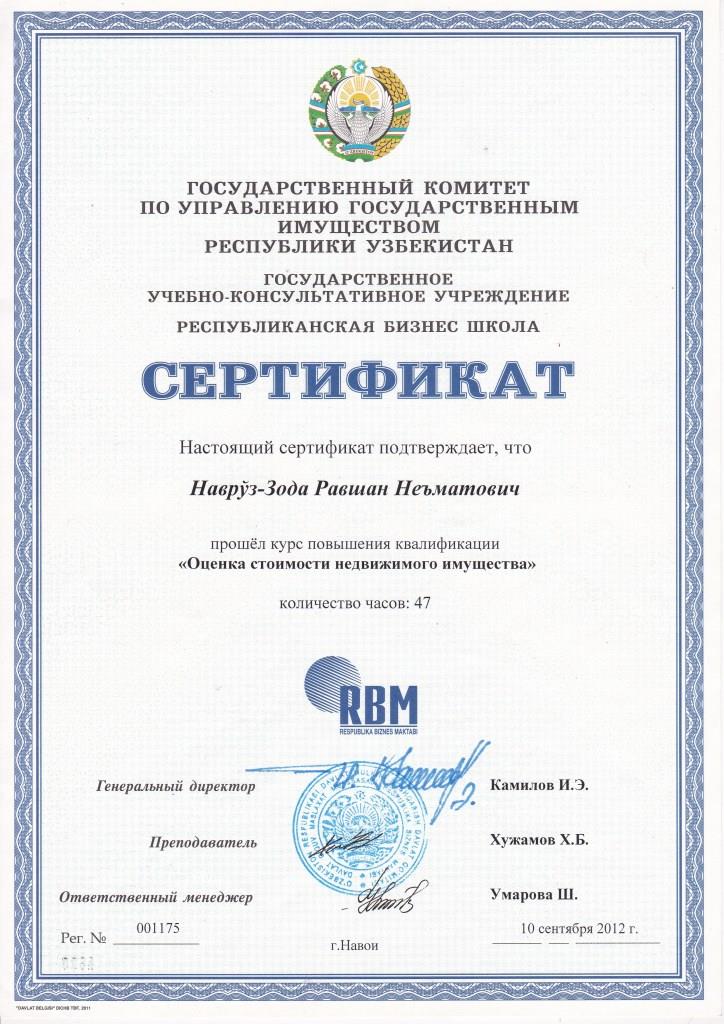 ГОСУДАРСТВЕННЫЙ КОМИТЕТ
ПО УПРАВЛЕНИЮ ГОСУДАРСТВЕННЫМ
ИМУЩЕСТВОМ
РЕСПУБЛИКИ УЗБЕКИСТАН
ГОСУДАРСТВЕННОЕ
УЧЕБНО-КОНСУЛЬТАТИВНОЕ УЧРЕЖДЕНИЕ
РЕСПУБЛИКАНСКАЯ БИЗНЕС ШКОЛА
СЕРТИФИКАТ
Настоящий сертификат подтверждает, что
Наврўз-Зода Равшан Неъматович
прошёл курс повышения квалификации
«Оценка стоимости недвижимого имущества»
количество часов: 47
RBM
RESPUBLIKA BIZNES MAKTABI
Генеральный директор Камилов И.Э.
Преподаватель Хужамов Х.Б.
Ответственный менеджер Умарова Ш.
Рег. № 001175 10 сентября 2012 г.
г.Навои
"DAVLAT BELGISI" DICHB TBF, 2011